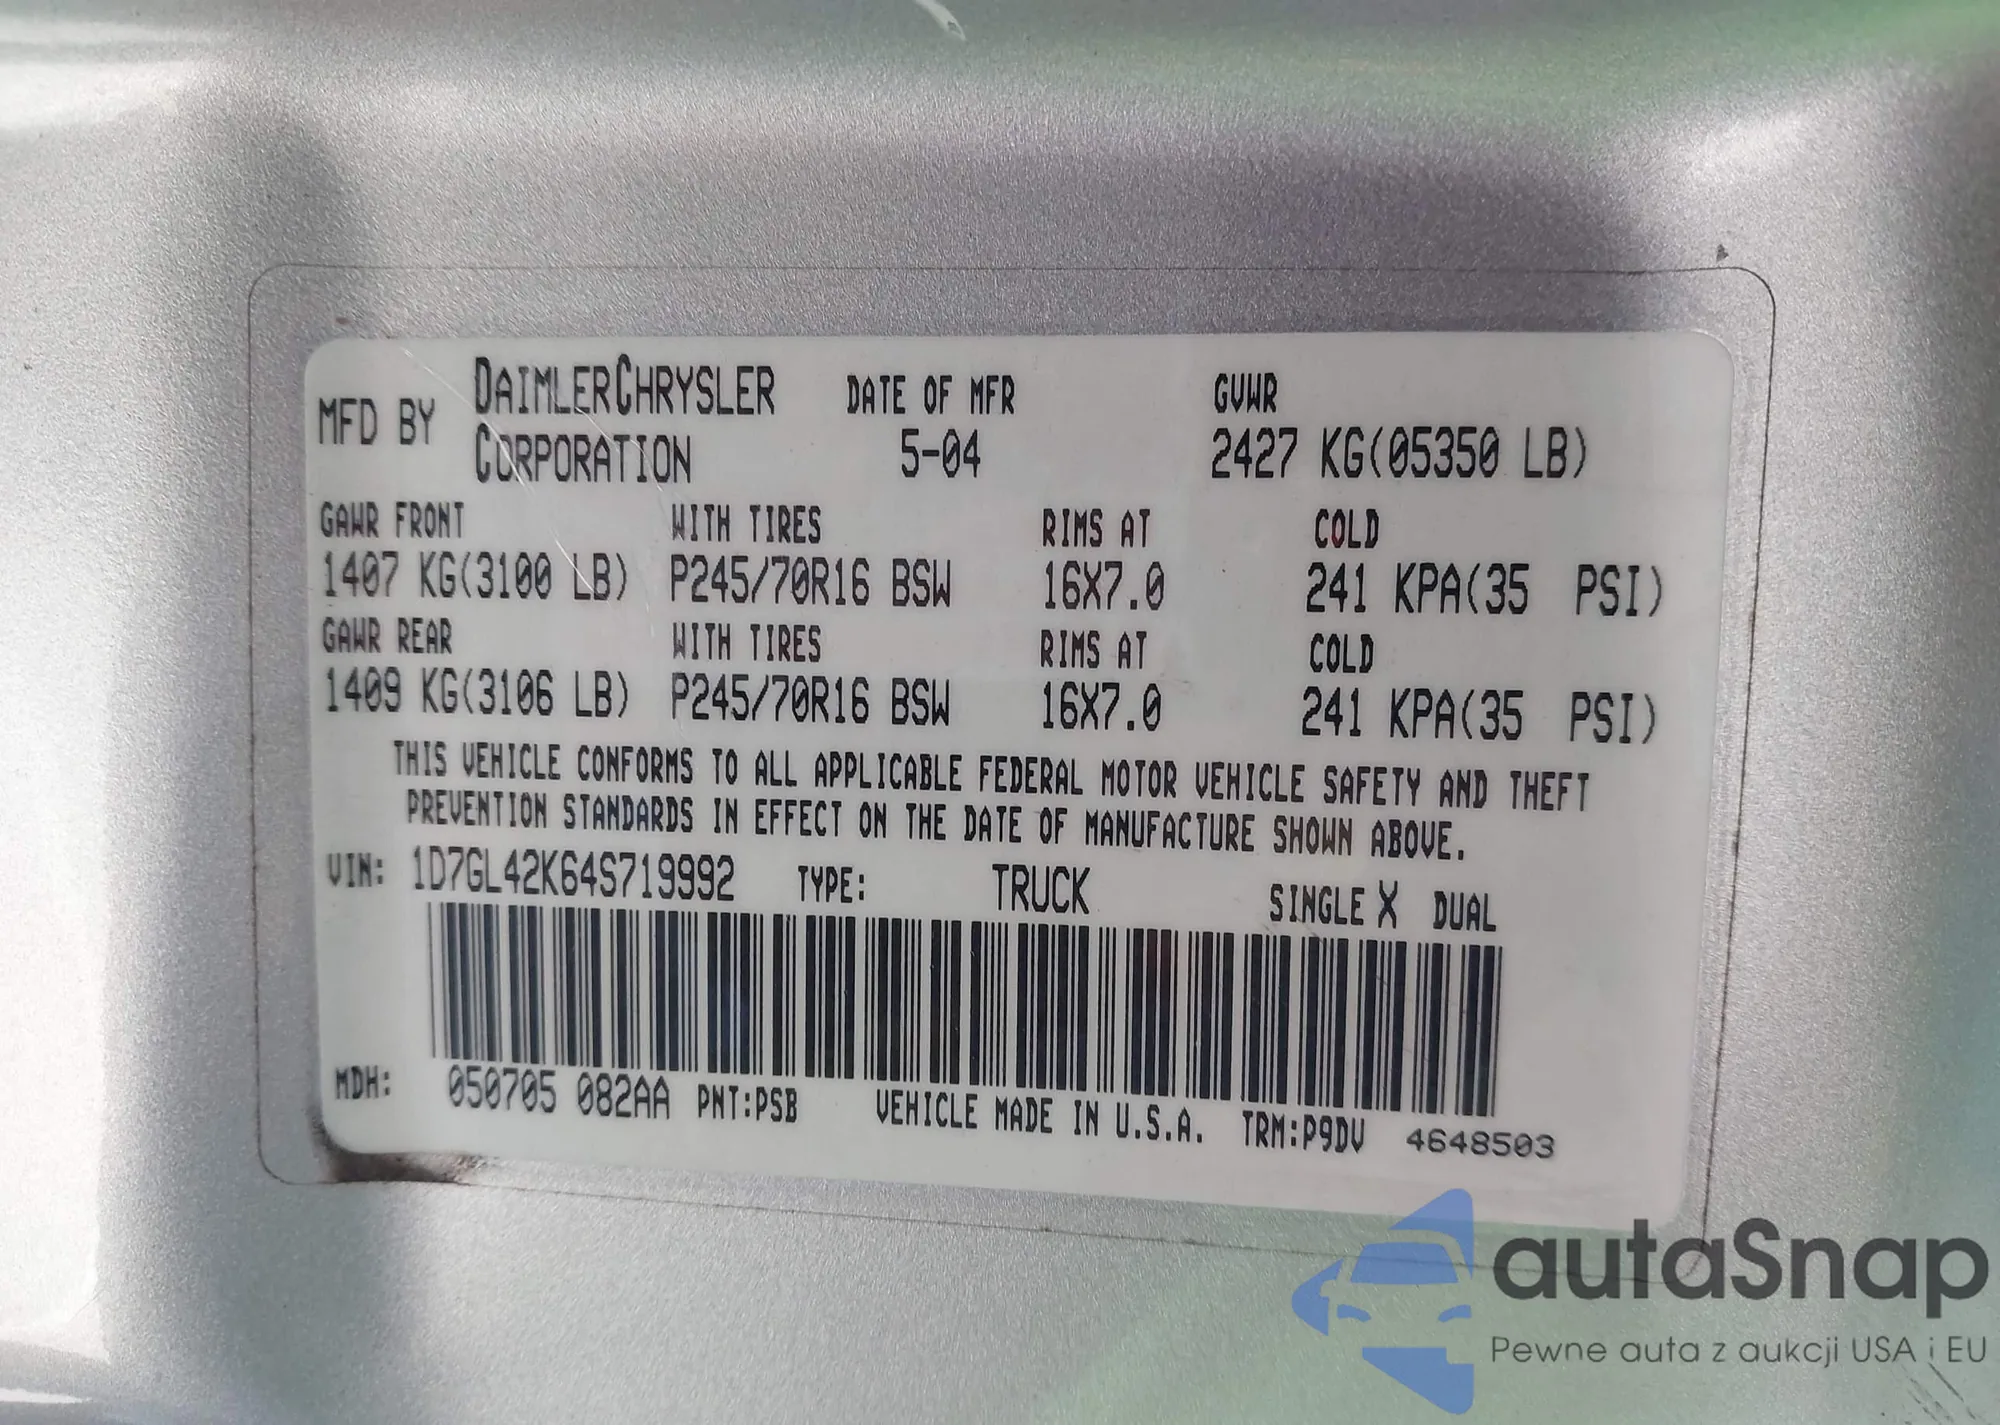 MFD BY DAIMLERCHRYSLER CORPORATION DATE OF MFR 5-04 GVWR 2427 KG(05350 LB)
GAWR FRONT WITH TIRES RIMS AT COLD
1407 KG(3100 LB) P245/70R16 BSW 16X7.0 241 KPA(35 PSI)
GAWR REAR WITH TIRES RIMS AT COLD
1409 KG(3106 LB) P245/70R16 BSW 16X7.0 241 KPA(35 PSI)
THIS VEHICLE CONFORMS TO ALL APPLICABLE FEDERAL MOTOR VEHICLE SAFETY AND THEFT
PREVENTION STANDARDS IN EFFECT ON THE DATE OF MANUFACTURE SHOWN ABOVE.
VIN: 1D7GL42K64S719992 TYPE: TRUCK SINGLE X DUAL
MDH: 050705 082AA PNT:PSB VEHICLE MADE IN U.S.A. TRM:P9DV 4648503
autaSnap
Pewne auta z aukcji USA i EU